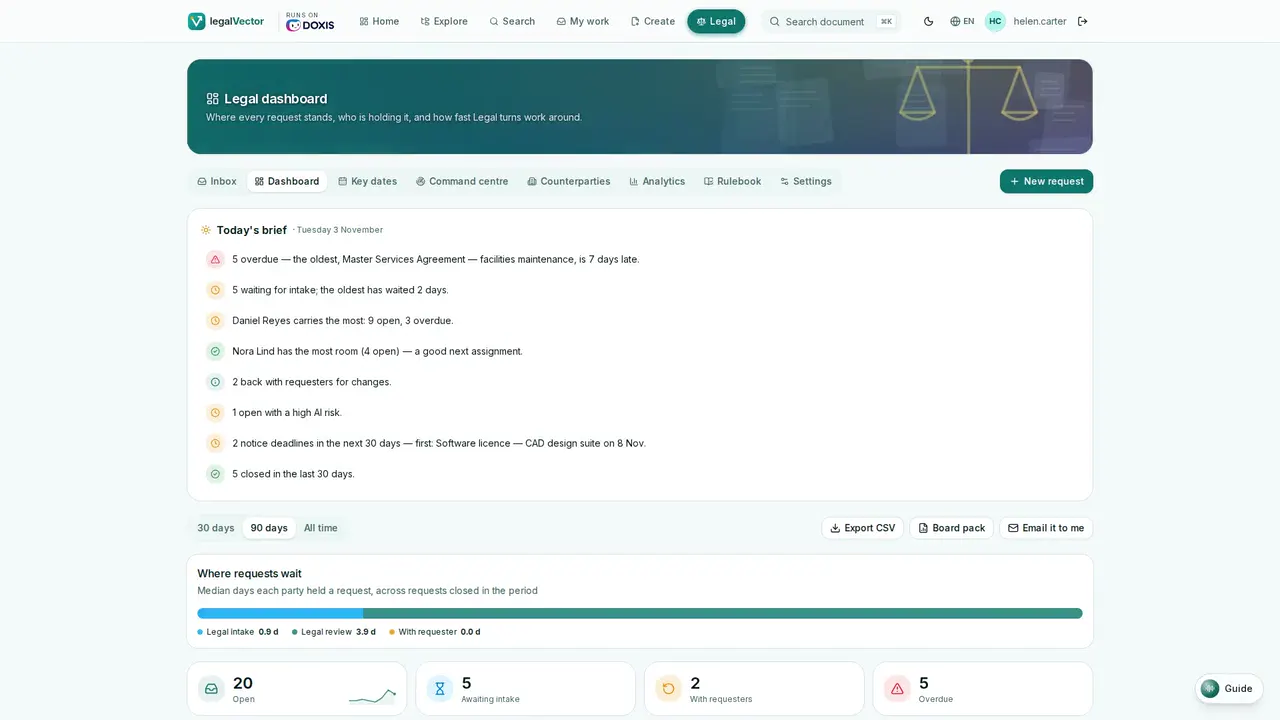 legalVector
RUNS ON
DOXIS
Home
Explore
Search
My work
Create
Legal
Search document
⌘K
EN
HC
helen.carter
Legal dashboard
Where every request stands, who is holding it, and how fast Legal turns work around.
Inbox
Dashboard
Key dates
Command centre
Counterparties
Analytics
Rulebook
Settings
+ New request
Today's brief · Tuesday 3 November
5 overdue — the oldest, Master Services Agreement — facilities maintenance, is 7 days late.
5 waiting for intake; the oldest has waited 2 days.
Daniel Reyes carries the most: 9 open, 3 overdue.
Nora Lind has the most room (4 open) — a good next assignment.
2 back with requesters for changes.
1 open with a high AI risk.
2 notice deadlines in the next 30 days — first: Software licence — CAD design suite on 8 Nov.
5 closed in the last 30 days.
30 days
90 days
All time
Export CSV
Board pack
Email it to me
Where requests wait
Median days each party held a request, across requests closed in the period
Legal Intake 0.9 d
Legal review 3.9 d
With requester 0.0 d
20
Open
5
Awaiting intake
2
With requesters
5
Overdue
Guide